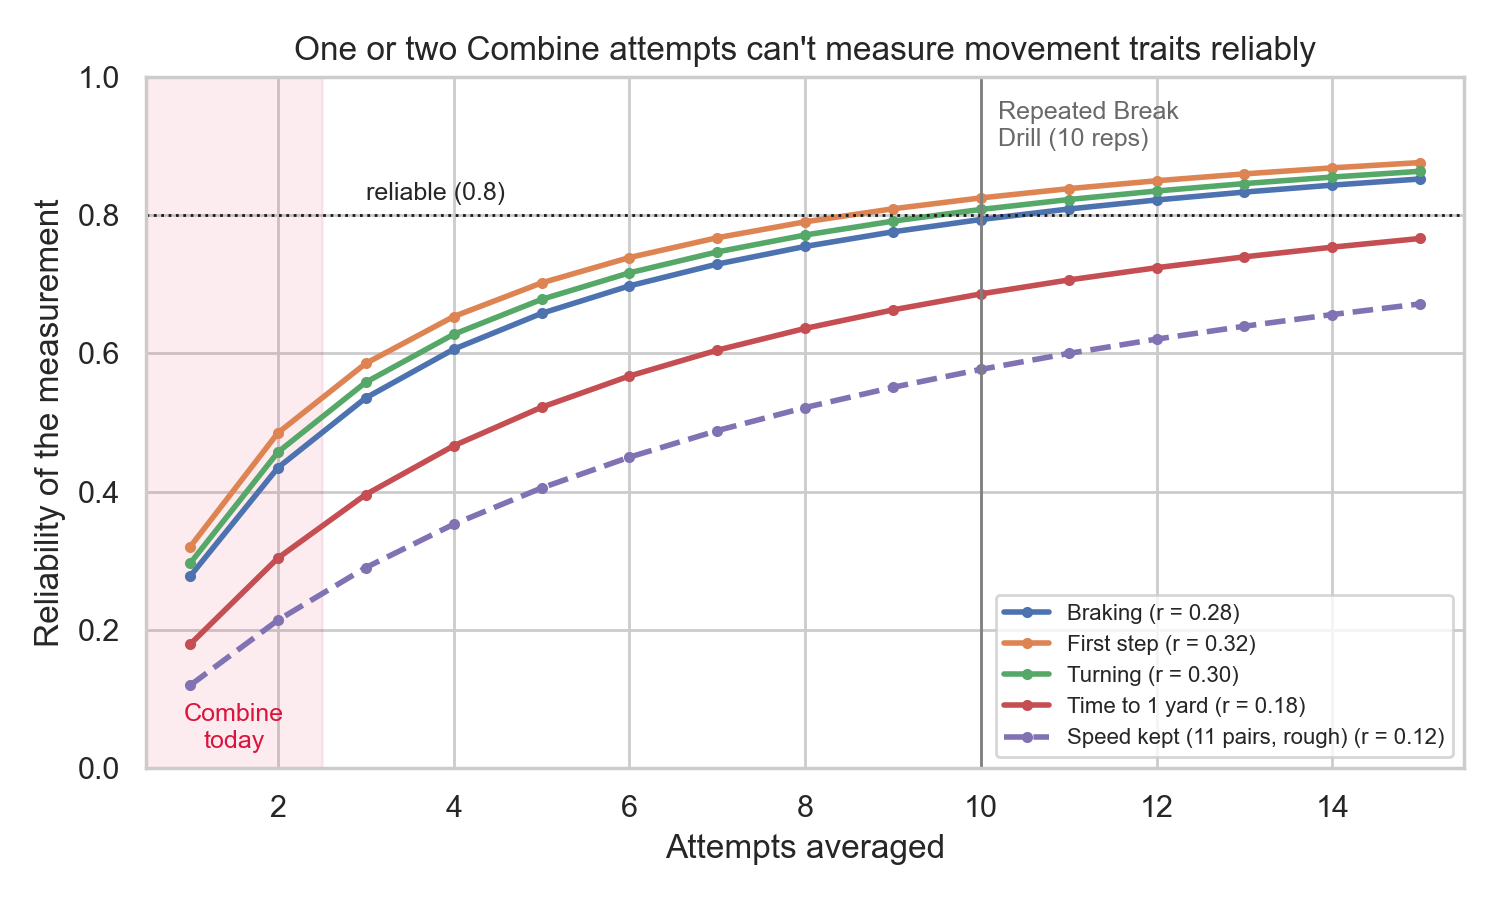 One or two Combine attempts can't measure movement traits reliably
Reliability of the measurement
1.0
0.8
0.6
0.4
0.2
0.0
reliable (0.8)
Repeated Break
Drill (10 reps)
Combine
today
Braking (r = 0.28)
First step (r = 0.32)
Turning (r = 0.30)
Time to 1 yard (r = 0.18)
Speed kept (11 pairs, rough) (r = 0.12)
2
4
6
8
10
12
14
Attempts averaged